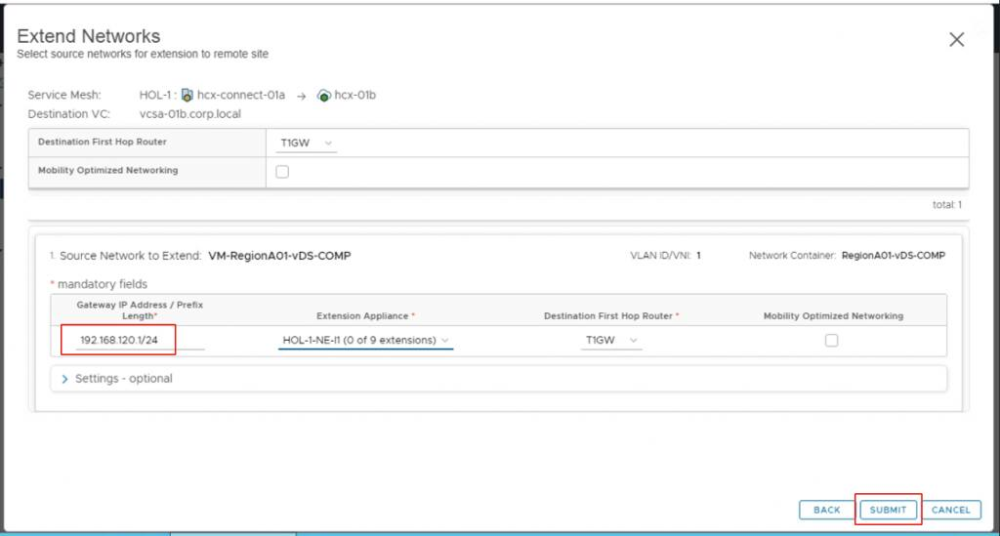 Extend Networks
Select source networks for extension to remote site
Service Mesh: HOL-1 : hcx-connect-01a → hcx-01b
Destination VC: vcsa-01b.corp.local
Destination First Hop Router T1GW
Mobility Optimized Networking
total: 1
1. Source Network to Extend: VM-RegionA01-vDS-COMP VLAN ID/VNI: 1 Network Container: RegionA01-vDS-COMP
* mandatory fields
Gateway IP Address / Prefix
Length* Extension Appliance * Destination First Hop Router * Mobility Optimized Networking
192.168.120.1/24 HOL-1-NE-I1 (0 of 9 extensions) T1GW
Settings - optional
BACK SUBMIT CANCEL